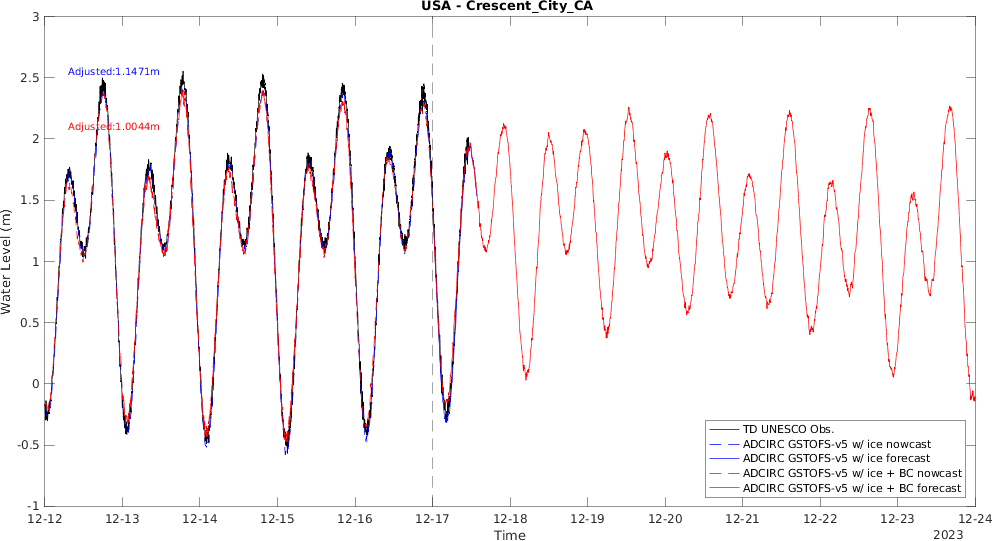 USA - Crescent_City_CA
Adjusted:1.1471m
Adjusted:1.0044m
Water Level (m)
3
2.5
2
1.5
1
0.5
0
-0.5
-1
TD UNESCO Obs.
ADCIRC GSTOFS-v5 w/ ice nowcast
ADCIRC GSTOFS-v5 w/ ice forecast
ADCIRC GSTOFS-v5 w/ ice + BC nowcast
ADCIRC GSTOFS-v5 w/ ice + BC forecast
12-12 12-13 12-14 12-15 12-16 12-17 12-18 12-19 12-20 12-21 12-22 12-23 12-24
Time
2023